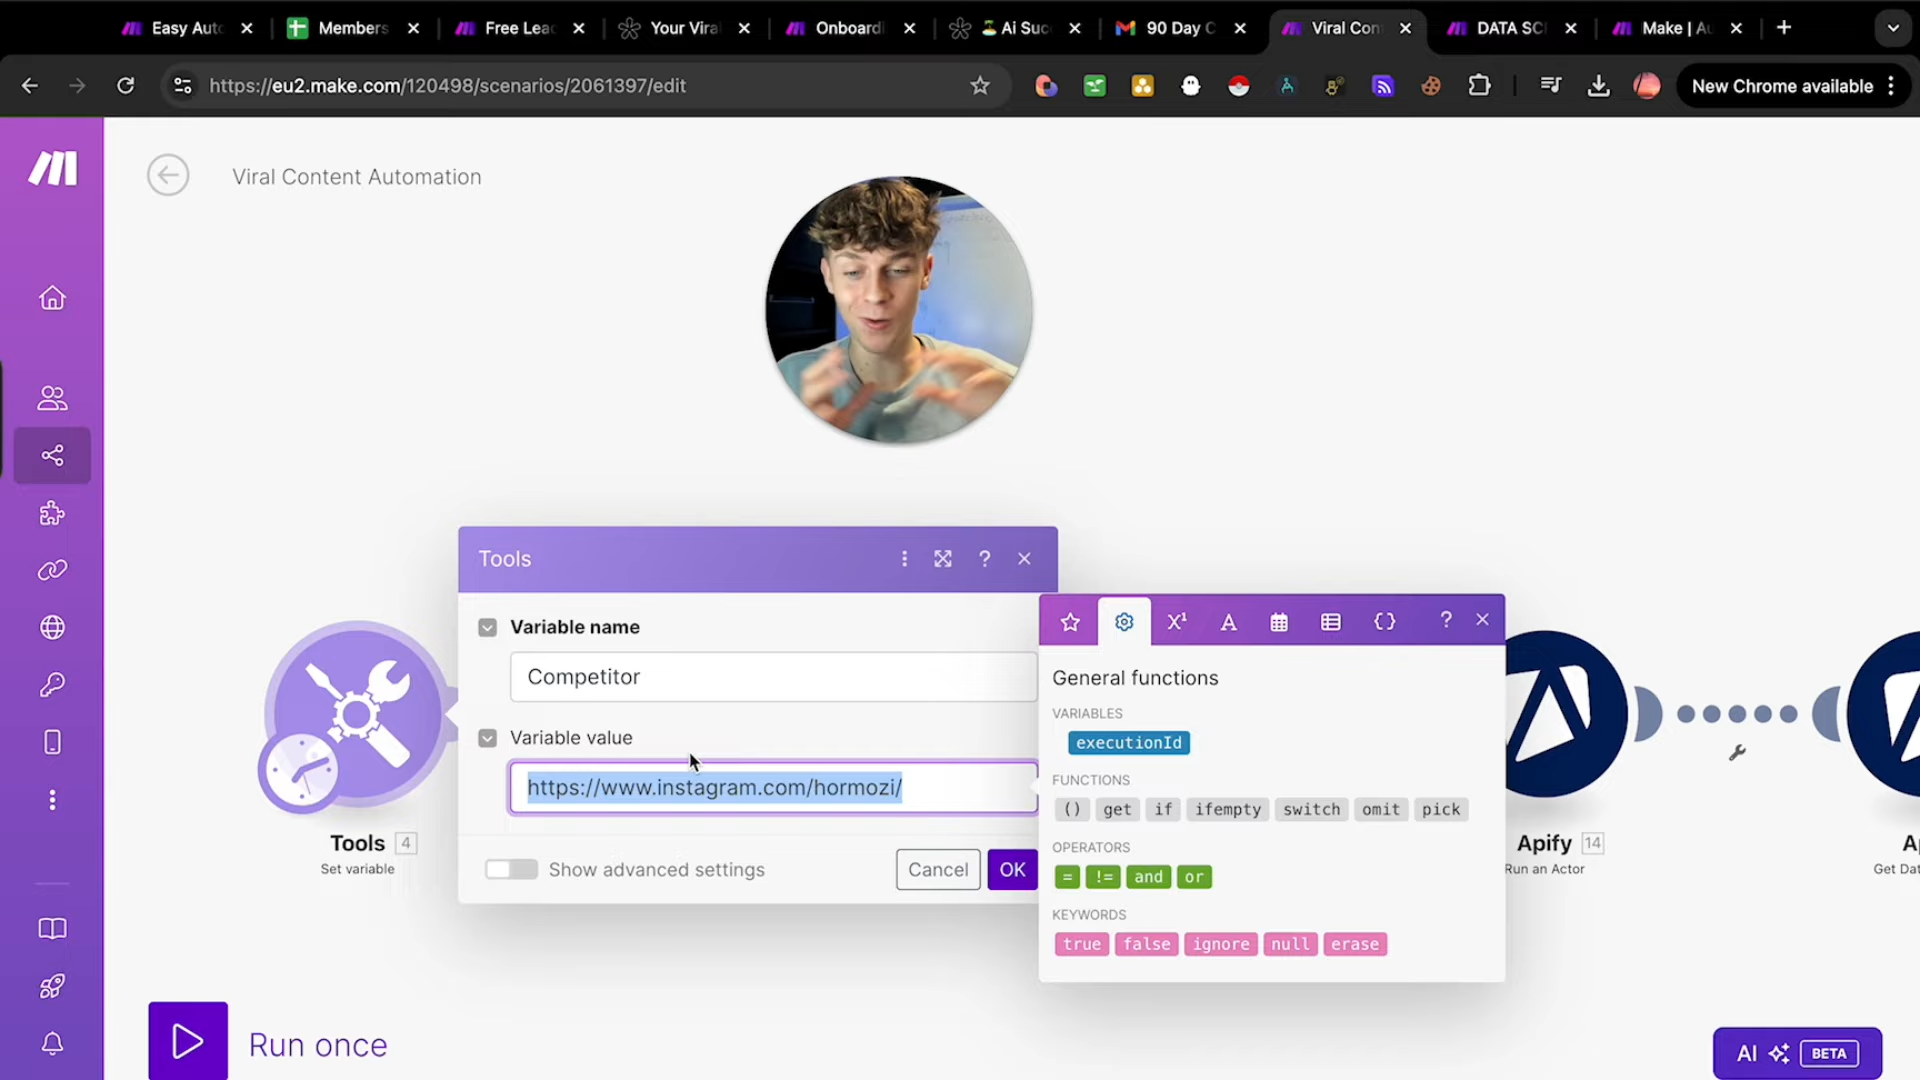 Easy Auto
Members
Free Lea
Your Viral
Onboardi
Ai Suc
90 Day C
Viral Con
DATA SC
Make | Au
https://eu2.make.com/120498/scenarios/2061397/edit
New Chrome available
Viral Content Automation
Tools
?
Variable name
Competitor
Variable value
https://www.instagram.com/hormozi/
Show advanced settings
Cancel
OK
?
General functions
VARIABLES
executionId
FUNCTIONS
() get if ifempty switch omit pick
OPERATORS
= != and or
KEYWORDS
true false ignore null erase
Tools 4
Set variable
Apify 14
Run an Actor
A
Get Dat
Run once
AI BETA